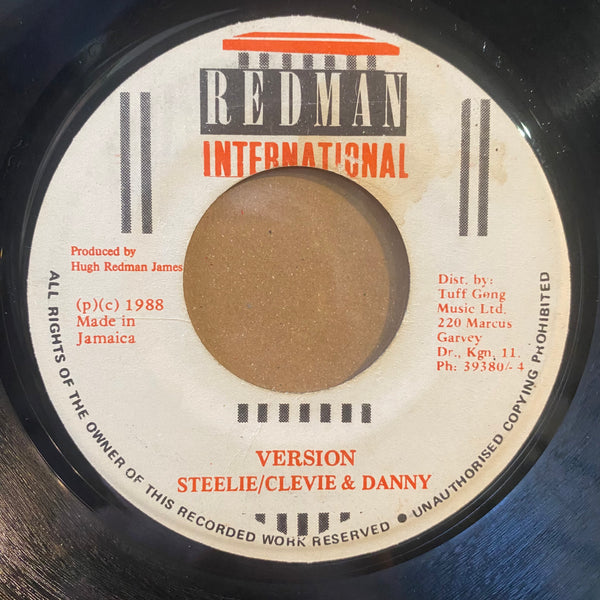 REDMAN
INTERNATIONAL
Produced by
Hugh Redman James
(p)(c) 1988
Made in
Jamaica
Dist. by:
Tuff Gong
Music Ltd.
220 Marcus
Garvey
Dr., Kgn. 11.
Ph: 39380/-4
VERSION
STEELIE/CLEVIE & DANNY
ALL RIGHTS OF THE OWNER OF THIS RECORDED WORK RESERVED ● UNAUTHORISED COPYING PROHIBITED